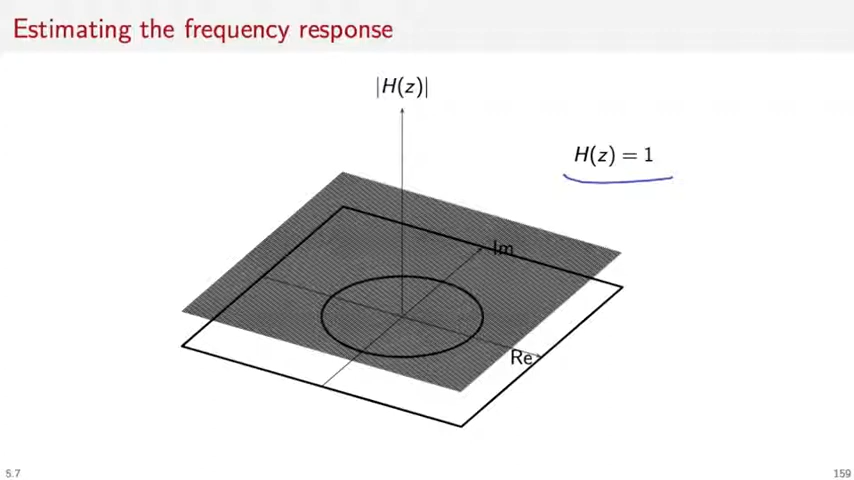 Estimating the frequency response
|H(z)|
H(z) = 1
Im
Re
5.7
159